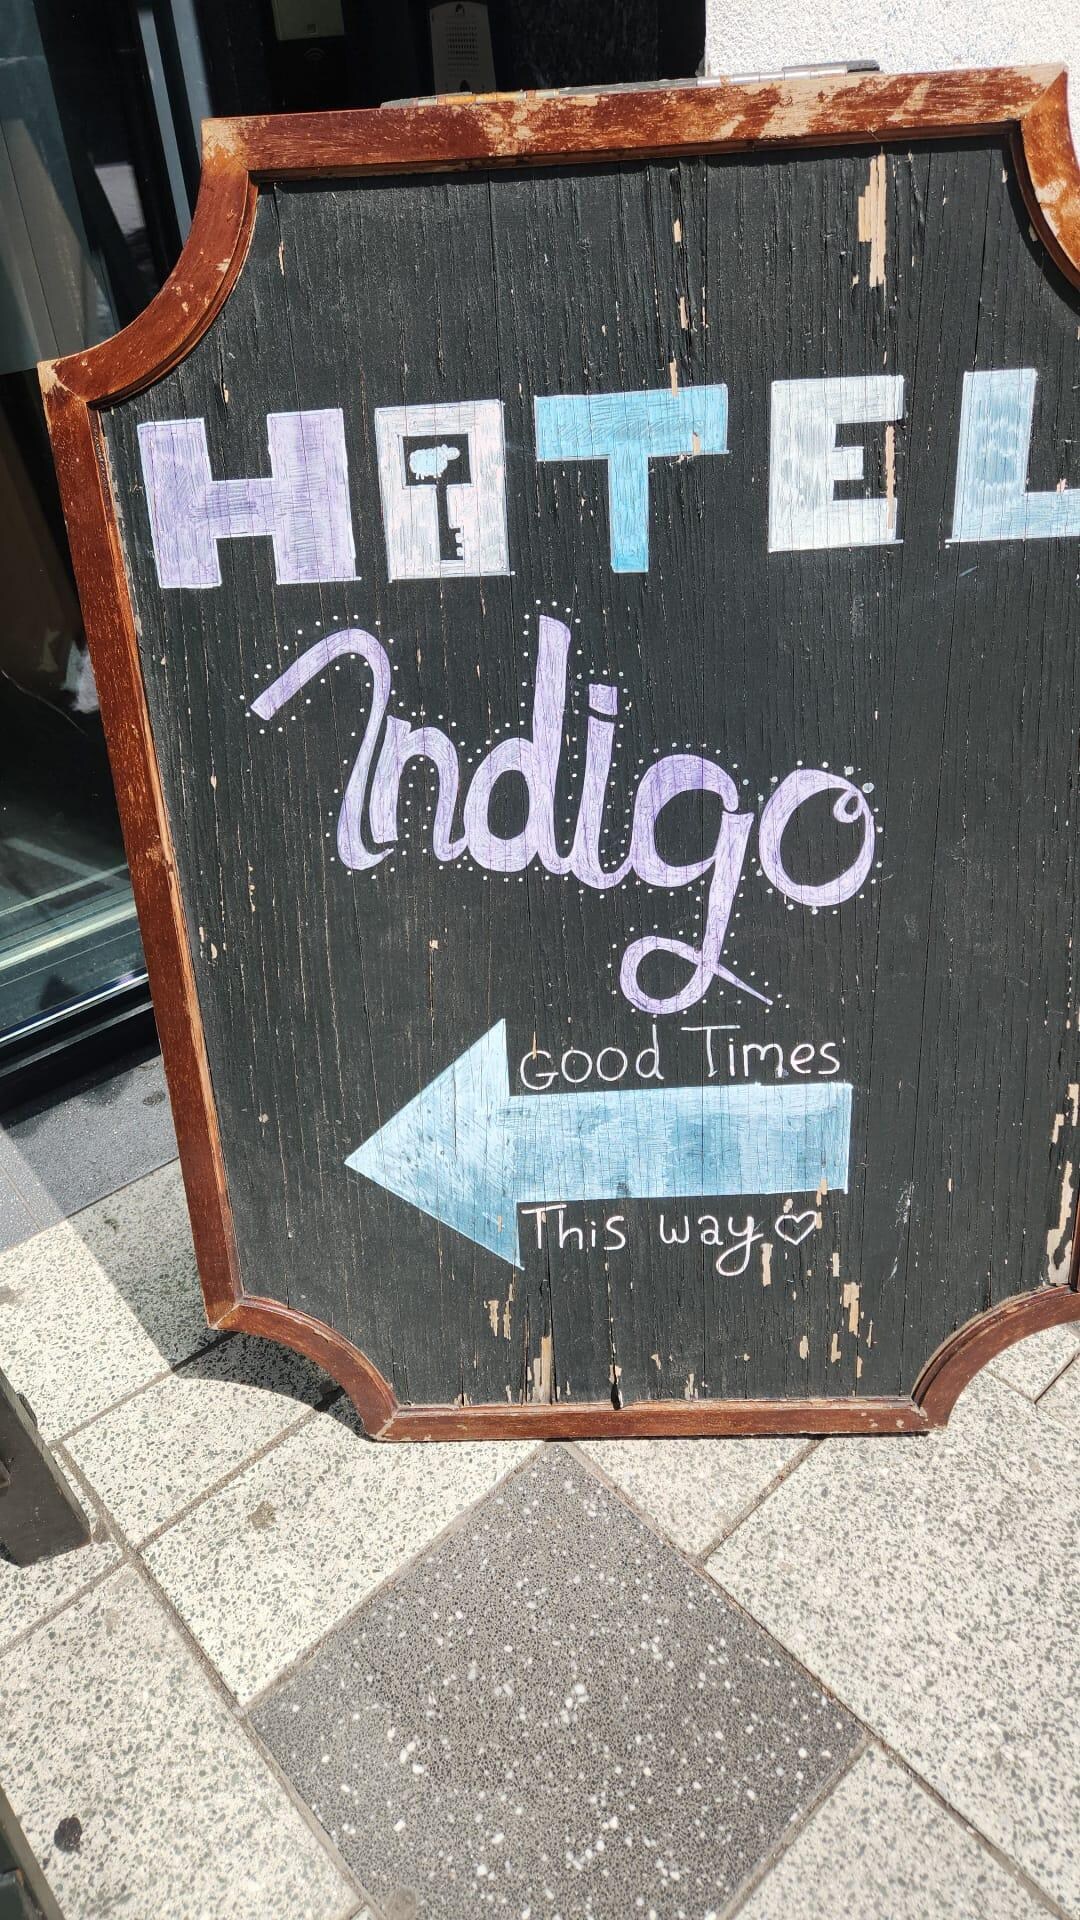 HOTEL
Indigo
Good Times
This way♡